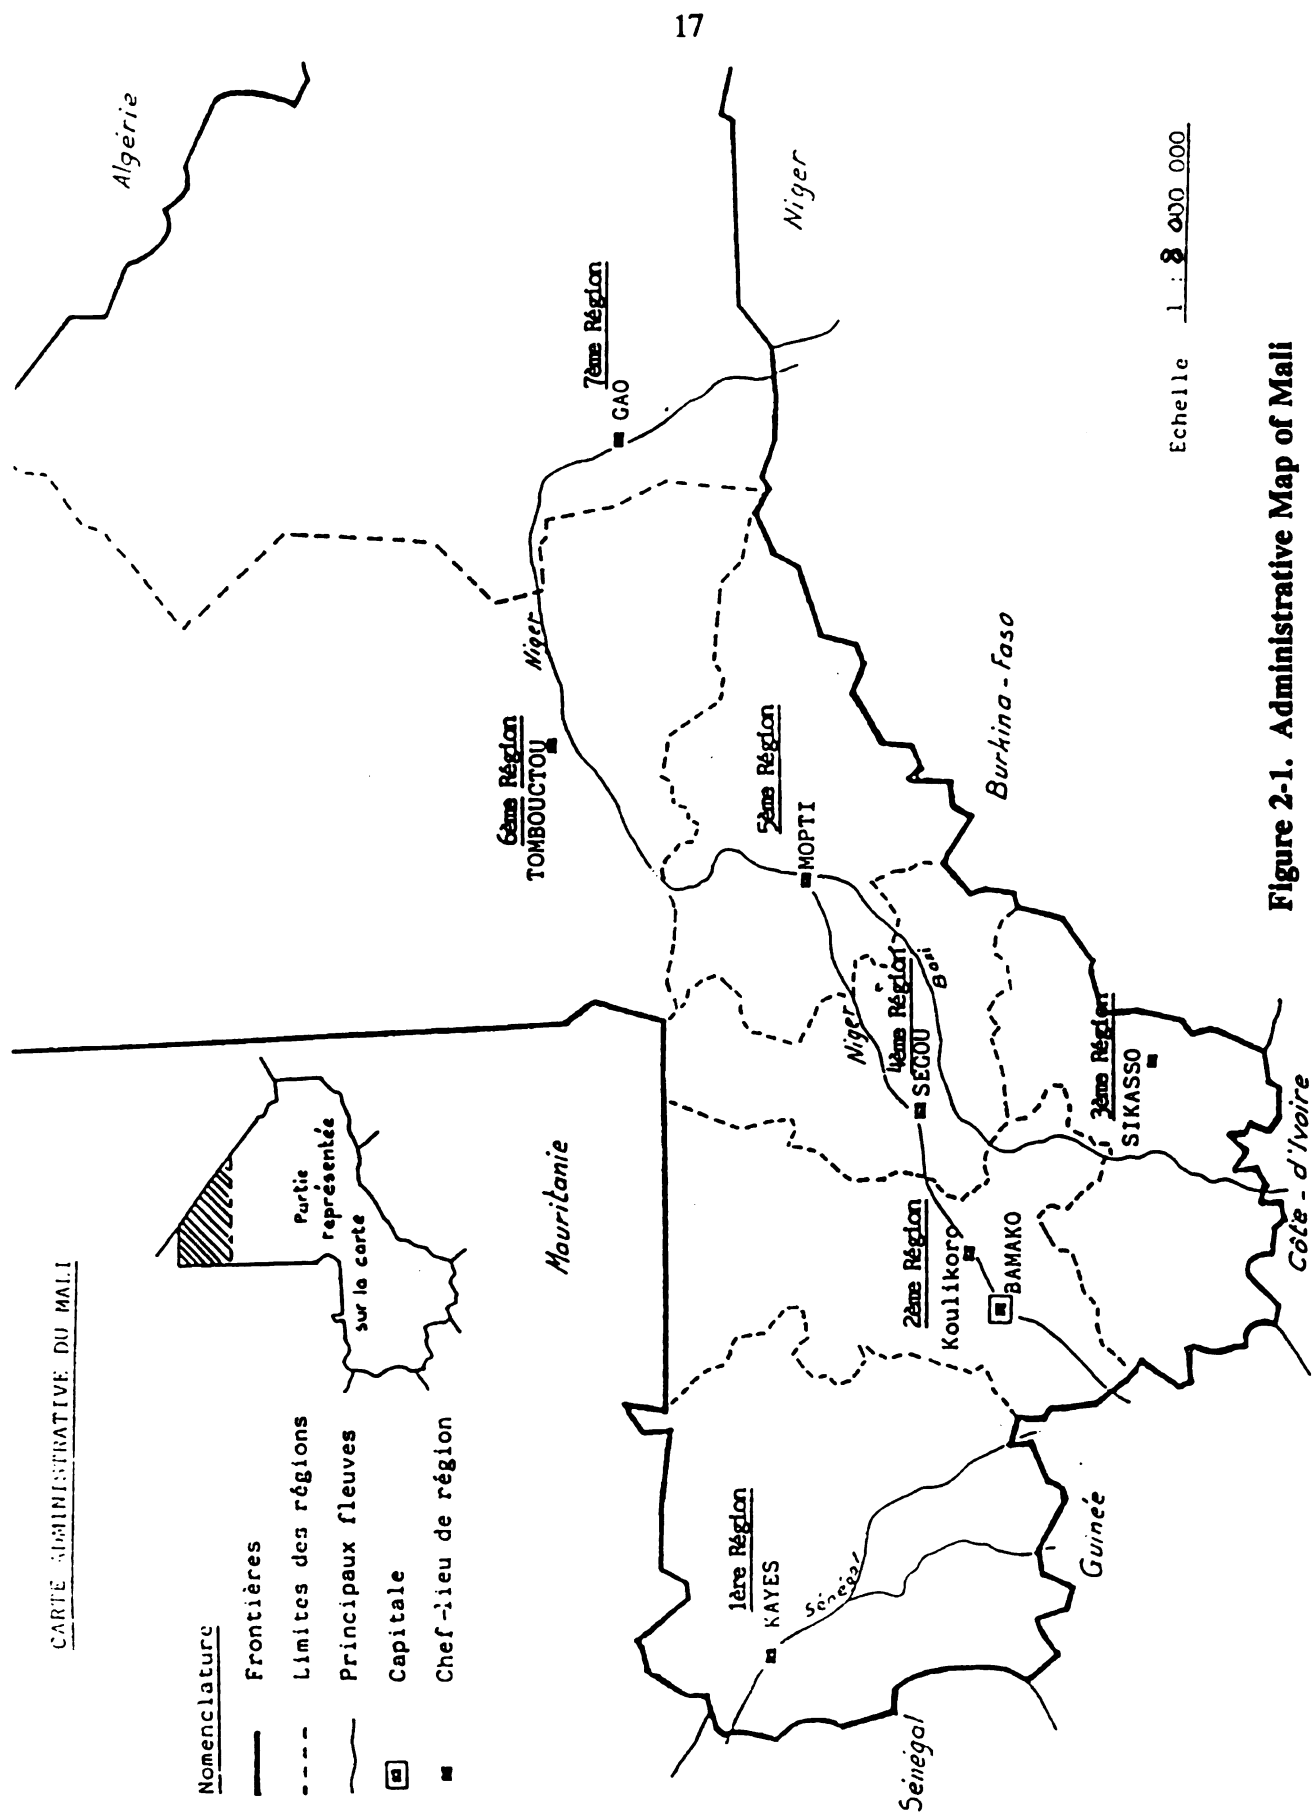 17
CARTE ADMINISTRATIVE DU MALI
Nomenclature
Frontières
Limites des régions
Principaux fleuves
Capitale
Chef-lieu de région
Partie
représentée
sur la carte
Mauritanie
Algérie
Niger
Burkina-Faso
Côte-d'Ivoire
Guinée
Sénégal
1ère Région
KAYES
Sénégal
2ème Région
Koulikoro
BAMAKO
3ème Région
SIKASSO
4ème Région
SEGOU
Niger
Bani
5ème Région
MOPTI
6ème Région
TOMBOUCTOU
Niger
7ème Région
GAO
Echelle 1 : 8 000 000
Figure 2-1. Administrative Map of Mali